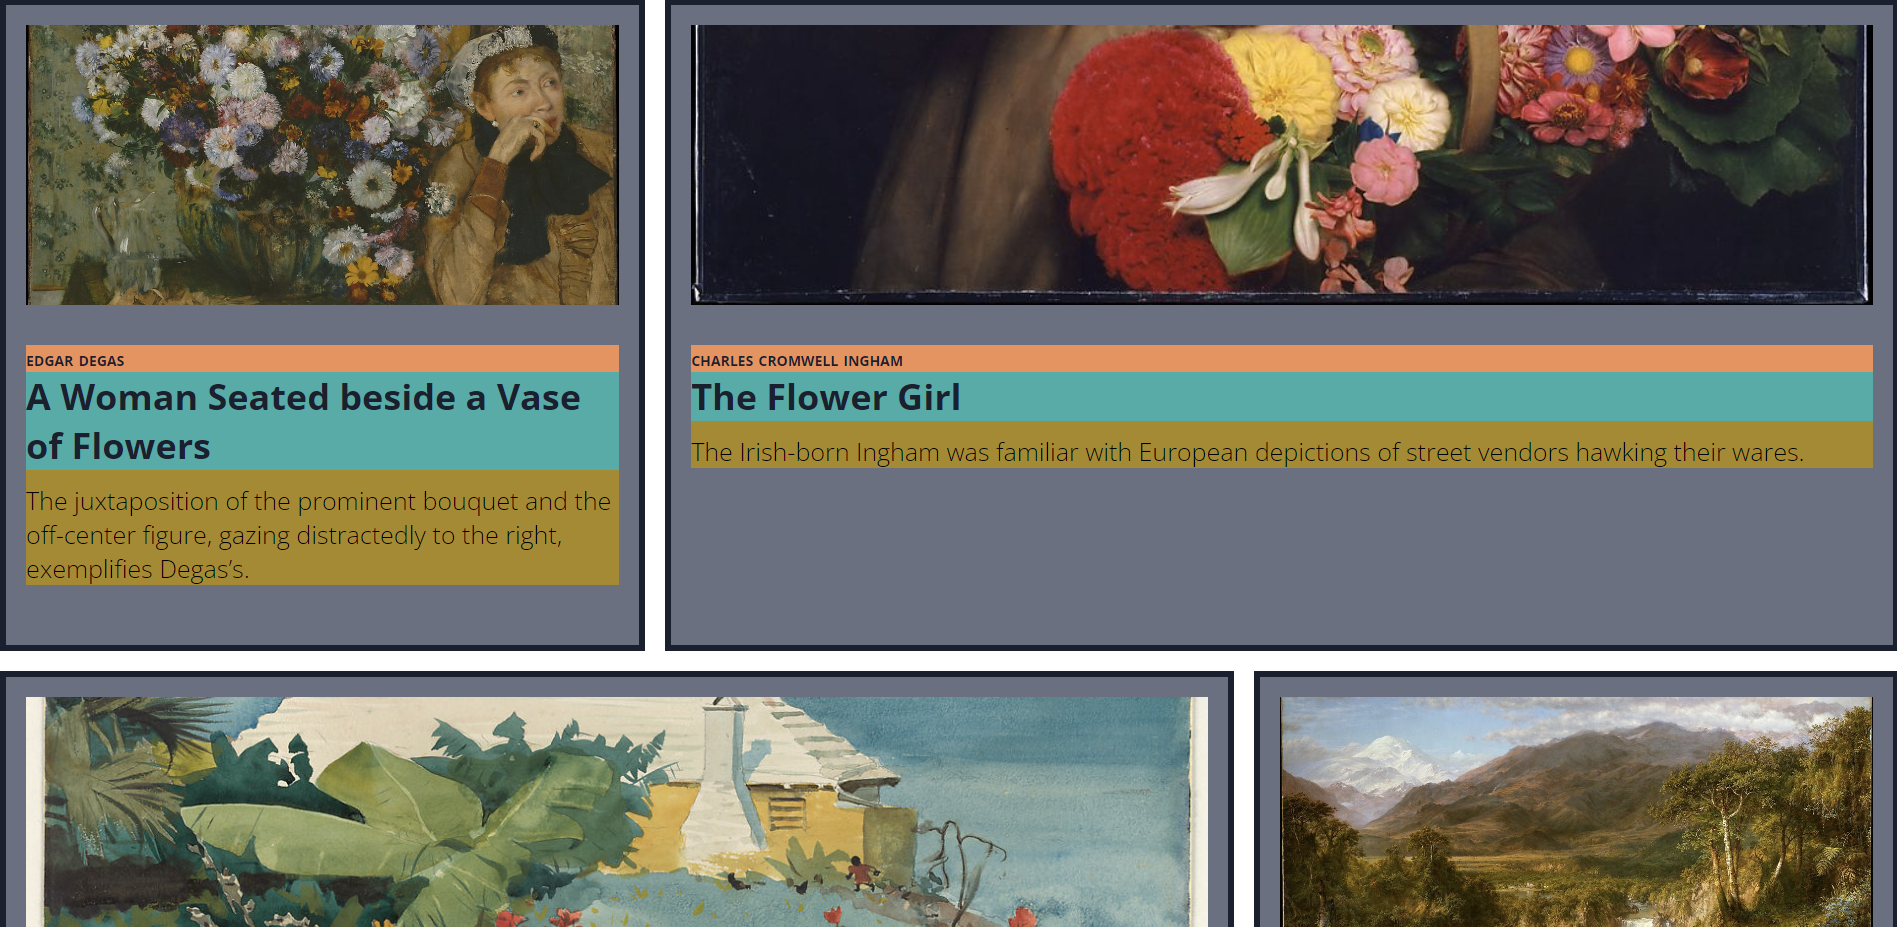 EDGAR DEGAS
A Woman Seated beside a Vase
of Flowers
The juxtaposition of the prominent bouquet and the
off-center figure, gazing distractedly to the right,
exemplifies Degas’s.
CHARLES CROMWELL INGHAM
The Flower Girl
The Irish-born Ingham was familiar with European depictions of street vendors hawking their wares.